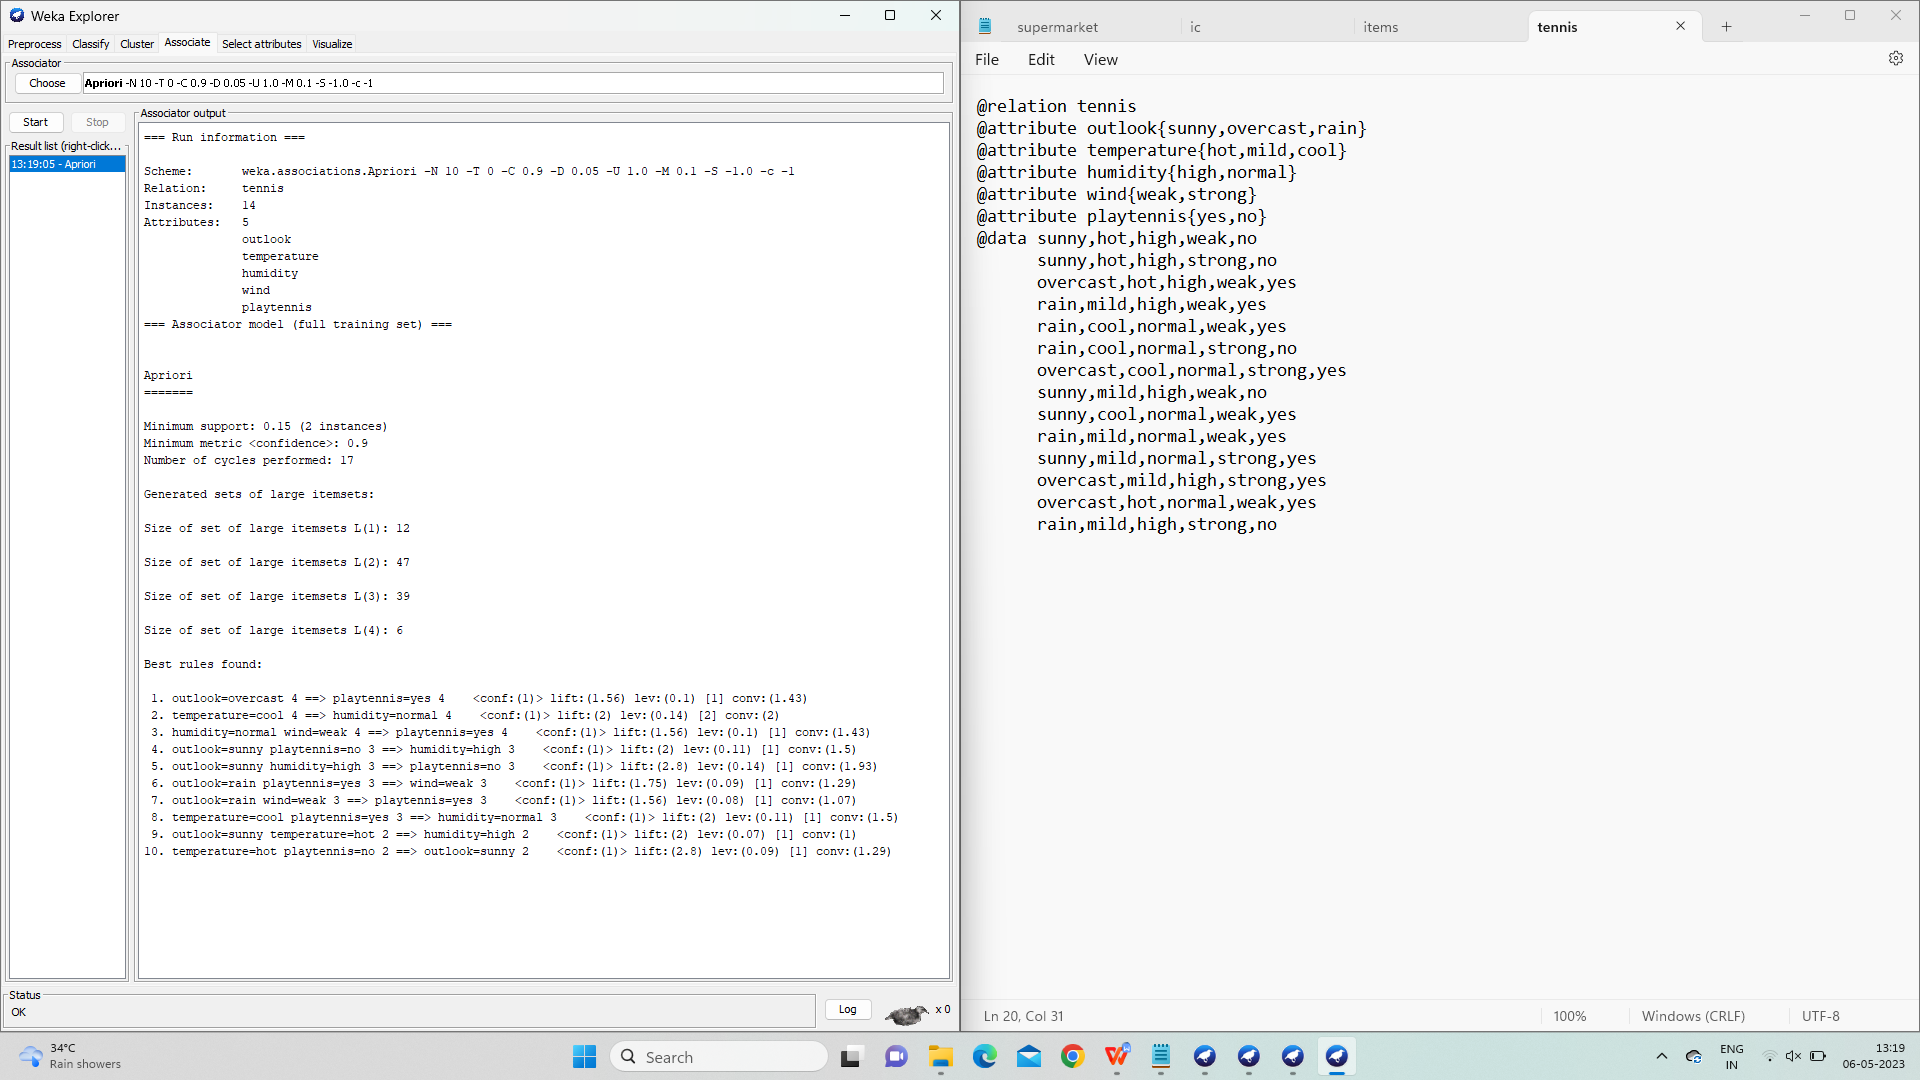 Weka Explorer
Preprocess Classify Cluster Associate Select attributes Visualize
Associator
Choose Apriori -N 10 -T 0 -C 0.9 -D 0.05 -U 1.0 -M 0.1 -S -1.0 -c -1
Start Stop
Result list (right-click...
13:19:05 - Apriori
Associator output
=== Run information ===
Scheme: weka.associations.Apriori -N 10 -T 0 -C 0.9 -D 0.05 -U 1.0 -M 0.1 -S -1.0 -c -1
Relation: tennis
Instances: 14
Attributes: 5
outlook
temperature
humidity
wind
playtennis
=== Associator model (full training set) ===
Apriori
=======
Minimum support: 0.15 (2 instances)
Minimum metric <confidence>: 0.9
Number of cycles performed: 17
Generated sets of large itemsets:
Size of set of large itemsets L(1): 12
Size of set of large itemsets L(2): 47
Size of set of large itemsets L(3): 39
Size of set of large itemsets L(4): 6
Best rules found:
1. outlook=overcast 4 ==> playtennis=yes 4 <conf:(1)> lift:(1.56) lev:(0.1) [1] conv:(1.43)
2. temperature=cool 4 ==> humidity=normal 4 <conf:(1)> lift:(2) lev:(0.14) [2] conv:(2)
3. humidity=normal wind=weak 4 ==> playtennis=yes 4 <conf:(1)> lift:(1.56) lev:(0.1) [1] conv:(1.43)
4. outlook=sunny playtennis=no 3 ==> humidity=high 3 <conf:(1)> lift:(2) lev:(0.11) [1] conv:(1.5)
5. outlook=sunny humidity=high 3 ==> playtennis=no 3 <conf:(1)> lift:(2.8) lev:(0.14) [1] conv:(1.93)
6. outlook=rain playtennis=yes 3 ==> wind=weak 3 <conf:(1)> lift:(1.75) lev:(0.09) [1] conv:(1.29)
7. outlook=rain wind=weak 3 ==> playtennis=yes 3 <conf:(1)> lift:(1.56) lev:(0.08) [1] conv:(1.07)
8. temperature=cool playtennis=yes 3 ==> humidity=normal 3 <conf:(1)> lift:(2) lev:(0.11) [1] conv:(1.5)
9. outlook=sunny temperature=hot 2 ==> humidity=high 2 <conf:(1)> lift:(2) lev:(0.07) [1] conv:(1)
10. temperature=hot playtennis=no 2 ==> outlook=sunny 2 <conf:(1)> lift:(2.8) lev:(0.09) [1] conv:(1.29)
Status
OK
Log
x 0
supermarket ic items tennis
File Edit View
@relation tennis
@attribute outlook{sunny,overcast,rain}
@attribute temperature{hot,mild,cool}
@attribute humidity{high,normal}
@attribute wind{weak,strong}
@attribute playtennis{yes,no}
@data sunny,hot,high,weak,no
sunny,hot,high,strong,no
overcast,hot,high,weak,yes
rain,mild,high,weak,yes
rain,cool,normal,weak,yes
rain,cool,normal,strong,no
overcast,cool,normal,strong,yes
sunny,mild,high,weak,no
sunny,cool,normal,weak,yes
rain,mild,normal,weak,yes
sunny,mild,normal,strong,yes
overcast,mild,high,strong,yes
overcast,hot,normal,weak,yes
rain,mild,high,strong,no
Ln 20, Col 31 100% Windows (CRLF) UTF-8
34°C
Rain showers
Search
ENG
IN
13:19
06-05-2023